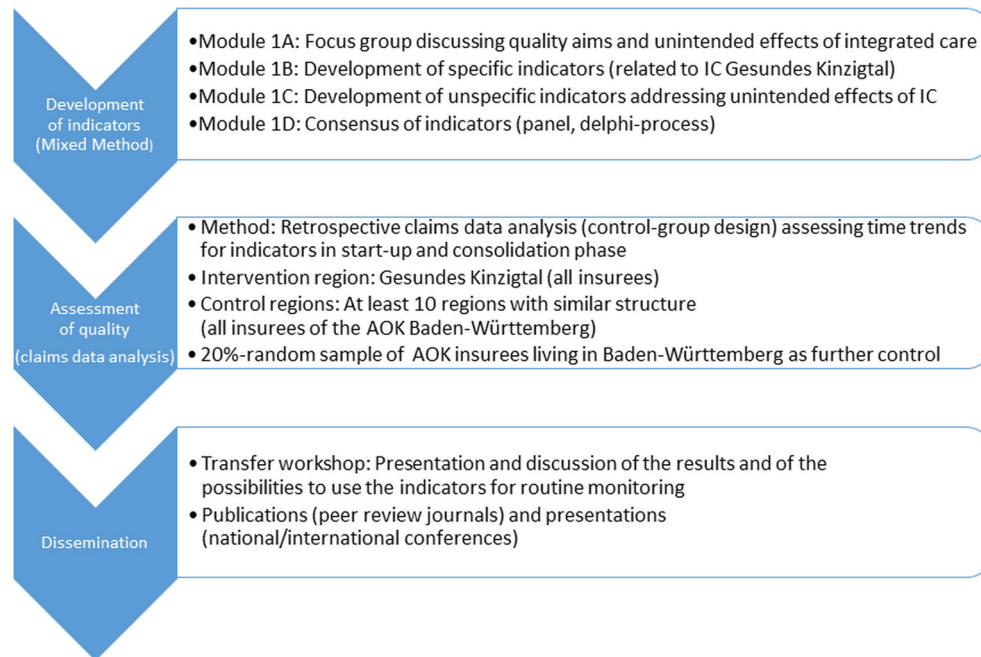 Development
of indicators
(Mixed Method)
•Module 1A: Focus group discussing quality aims and unintended effects of integrated care
•Module 1B: Development of specific indicators (related to IC Gesundes Kinzigtal)
•Module 1C: Development of unspecific indicators addressing unintended effects of IC
•Module 1D: Consensus of indicators (panel, delphi-process)
Assessment
of quality
(claims data analysis)
• Method: Retrospective claims data analysis (control-group design) assessing time trends
for indicators in start-up and consolidation phase
• Intervention region: Gesundes Kinzigtal (all insurees)
• Control regions: At least 10 regions with similar structure
(all insurees of the AOK Baden-Württemberg)
• 20%-random sample of AOK insurees living in Baden-Württemberg as further control
Dissemination
• Transfer workshop: Presentation and discussion of the results and of the
possibilities to use the indicators for routine monitoring
• Publications (peer review journals) and presentations
(national/international conferences)